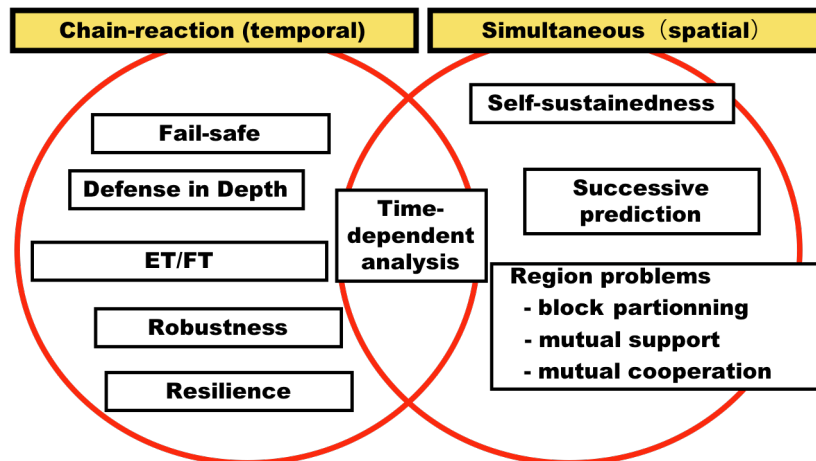 Chain-reaction (temporal)
Simultaneous（spatial）
Fail-safe
Defense in Depth
ET/FT
Robustness
Resilience
Time-
dependent
analysis
Self-sustainedness
Successive
prediction
Region problems
- block partionning
- mutual support
- mutual cooperation